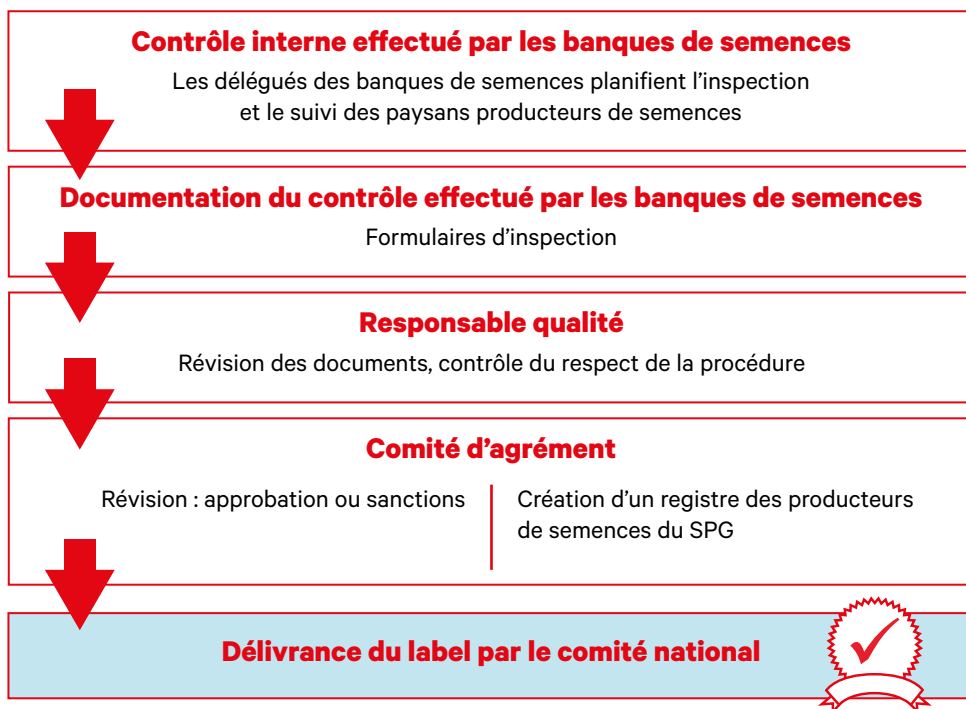 Contrôle interne effectué par les banques de semences
Les délégués des banques de semences planifient l’inspection
et le suivi des paysans producteurs de semences
Documentation du contrôle effectué par les banques de semences
Formulaires d’inspection
Responsable qualité
Révision des documents, contrôle du respect de la procédure
Comité d’agrément
Révision : approbation ou sanctions
Création d’un registre des producteurs
de semences du SPG
Délivrance du label par le comité national